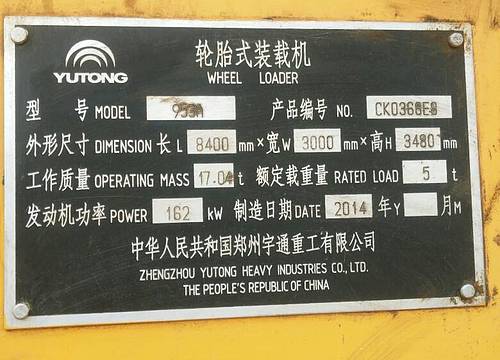 轮胎式装载机
YUTONG
WHEEL LOADER
型 号 MODEL 产品编号 NO. CK0366E8
外形尺寸 DIMENSION 长 L 8400 mm×宽W 3000 mm×高H 3480 mm
工作质量 OPERATING MASS 17.04 t 额定载重量 RATED LOAD 5 t
发动机功率 POWER 162 kW 制造日期 DATE 2014 年Y 月M
中华人民共和国郑州宇通重工有限公司
ZHENGZHOU YUTONG HEAVY INDUSTRIES CO., LTD.
THE PEOPLE'S REPUBLIC OF CHINA